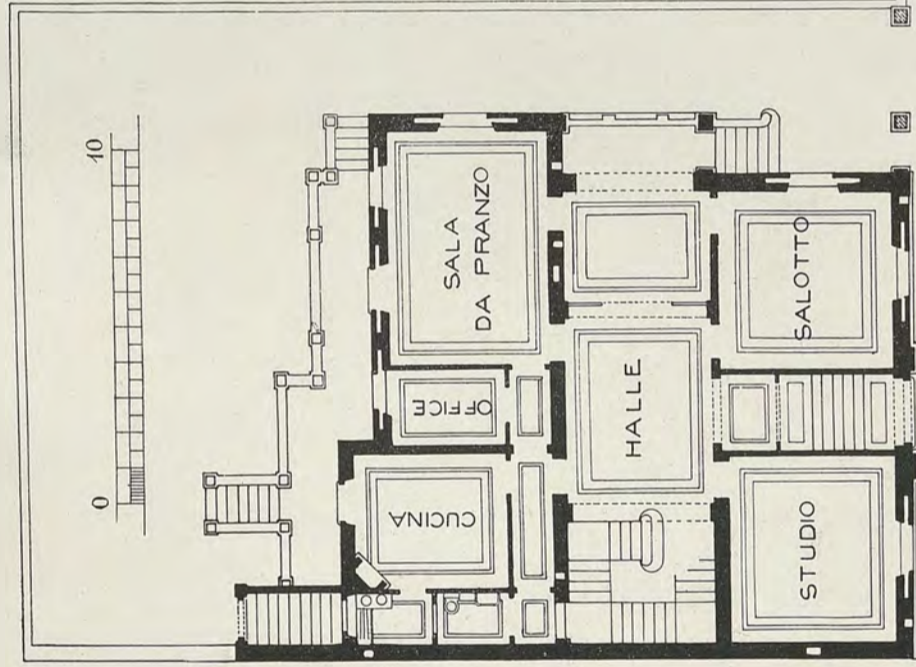 0
10
SALA
DA PRANZO
OFFICE
CUCINA
HALLE
SALOTTO
STUDIO